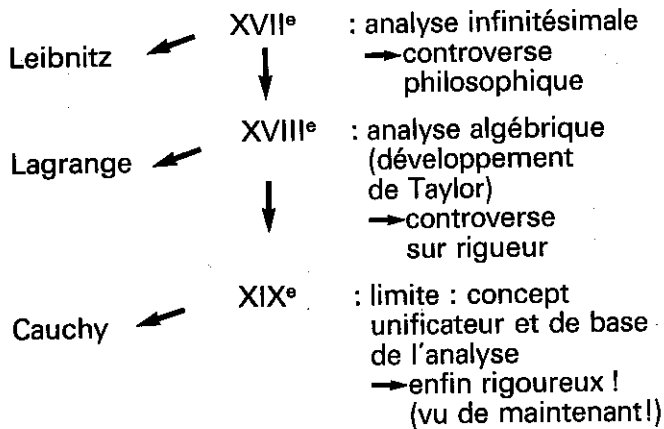 XVIIᵉ : analyse infinitésimale
Leibnitz
→controverse
philosophique
XVIIIᵉ : analyse algébrique
Lagrange
(développement
de Taylor)
→controverse
sur rigueur
XIXᵉ : limite : concept
Cauchy
unificateur et de base
de l'analyse
→enfin rigoureux !
(vu de maintenant!)